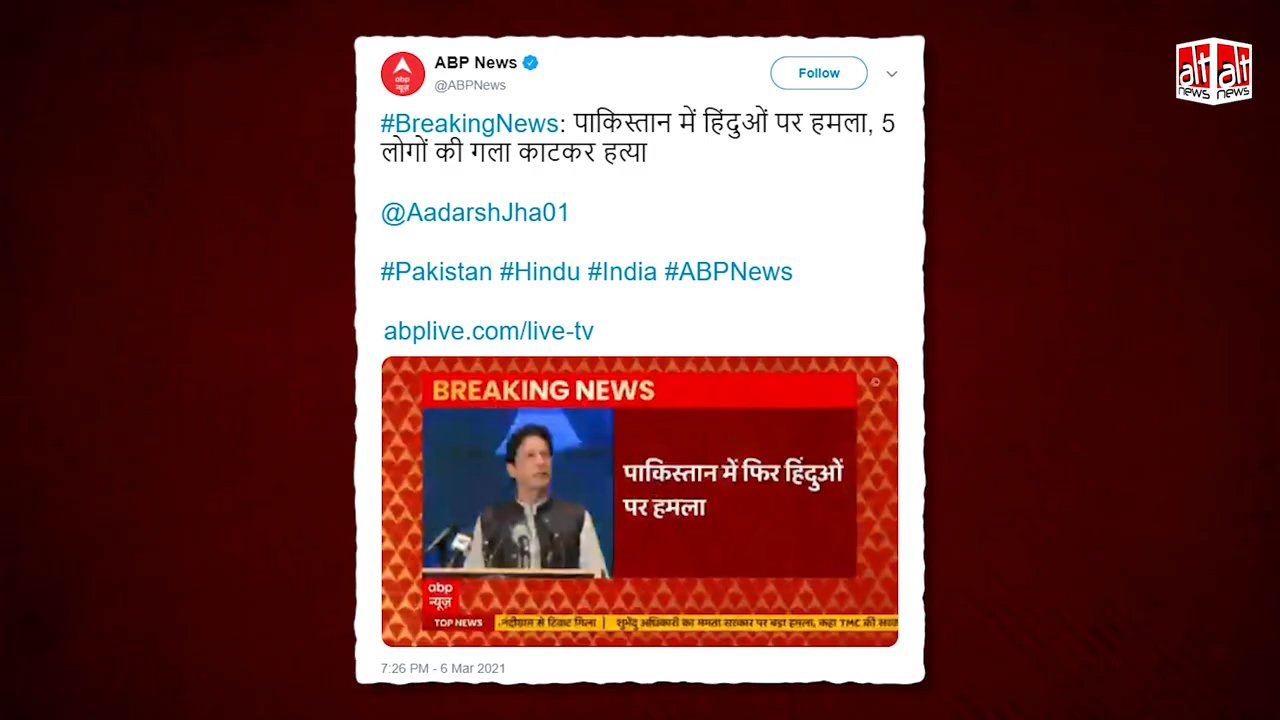 ABP News
@ABPNews
Follow
#BreakingNews: पाकिस्तान में हिंदुओं पर हमला, 5
लोगों की गला काटकर हत्या
@AadarshJha01
#Pakistan #Hindu #India #ABPNews
abplive.com/live-tv
BREAKING NEWS
पाकिस्तान में फिर हिंदुओं
पर हमला
abp
न्यूज़
TOP NEWS नंदीग्राम से टिकट मिला | शुभेंदु अधिकारी का ममता सरकार पर बड़ा हमला, कहा TMC की
7:26 PM - 6 Mar 2021
abp
न्यूज़
alt alt
news news